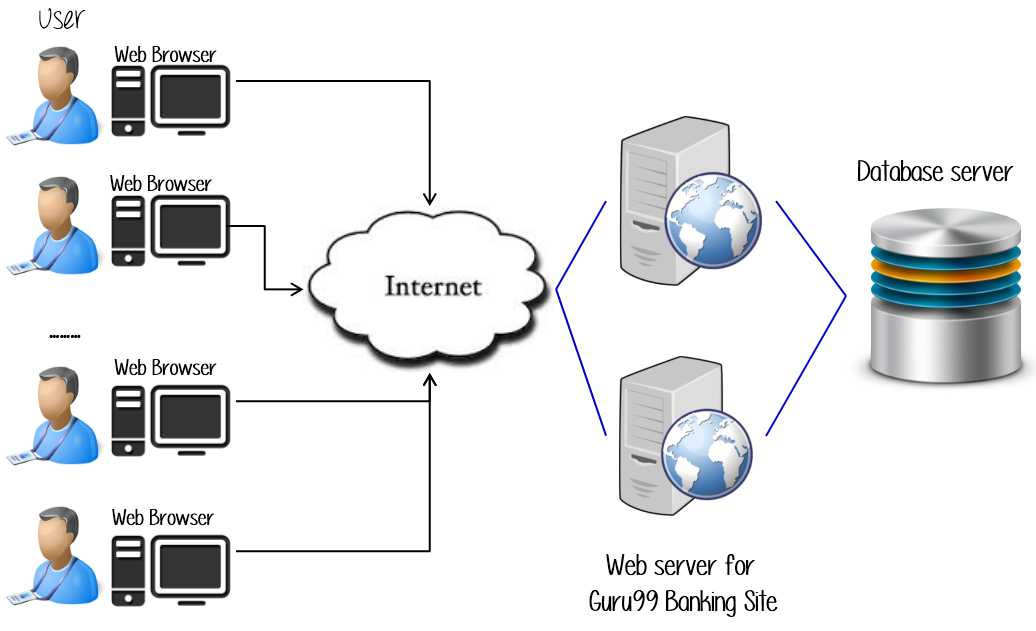 User
Web Browser
Web Browser
Database server
Internet
.........
Web Browser
Web Browser
Web server for
Guru99 Banking Site